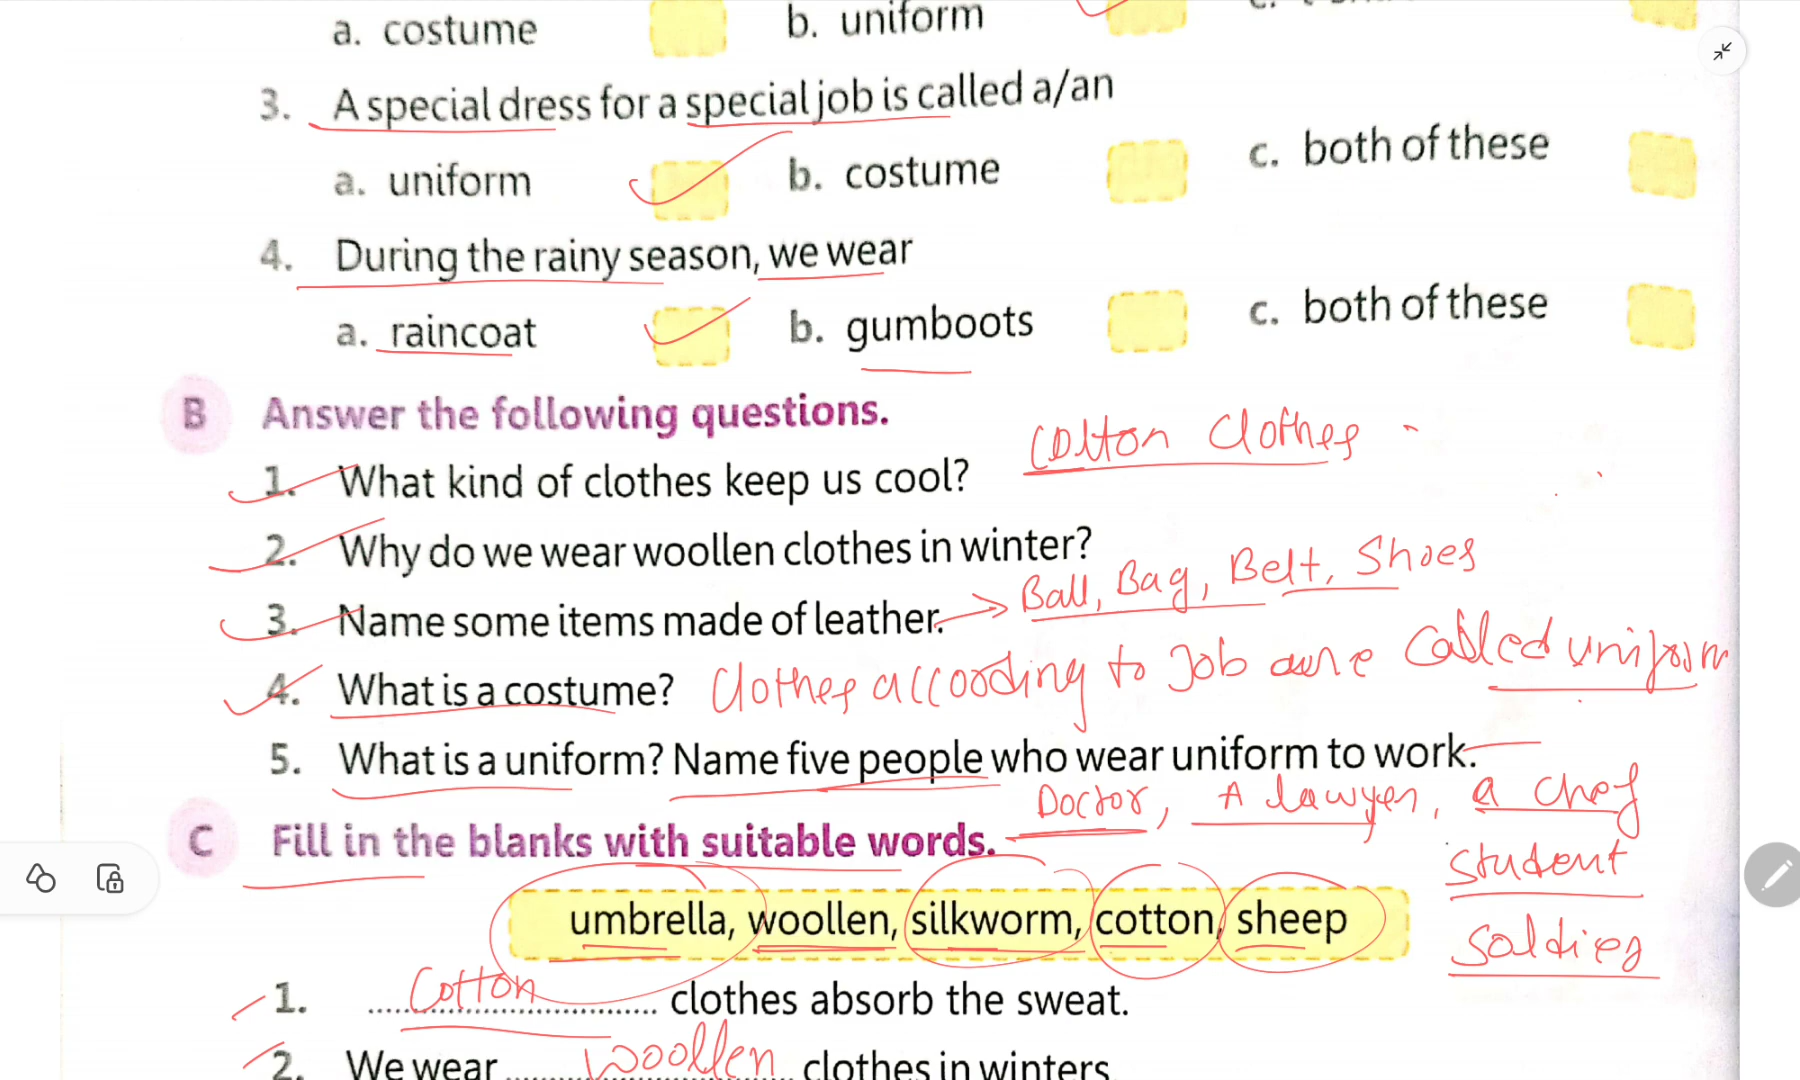 a. costume b. uniform
3. A special dress for a special job is called a/an
a. uniform b. costume c. both of these
4. During the rainy season, we wear
a. raincoat b. gumboots c. both of these
B Answer the following questions.
Cotton Clothes
1. What kind of clothes keep us cool?
2. Why do we wear woollen clothes in winter?
Ball, Bag, Belt, Shoes
3. Name some items made of leather.
4. What is a costume? Clothes according to Job are Called uniform
5. What is a uniform? Name five people who wear uniform to work.
Doctor, A lawyer, a chef
C Fill in the blanks with suitable words.
student
umbrella, woollen, silkworm, cotton, sheep
Soldier
1. Cotton clothes absorb the sweat.
2. We wear woollen clothes in winters.